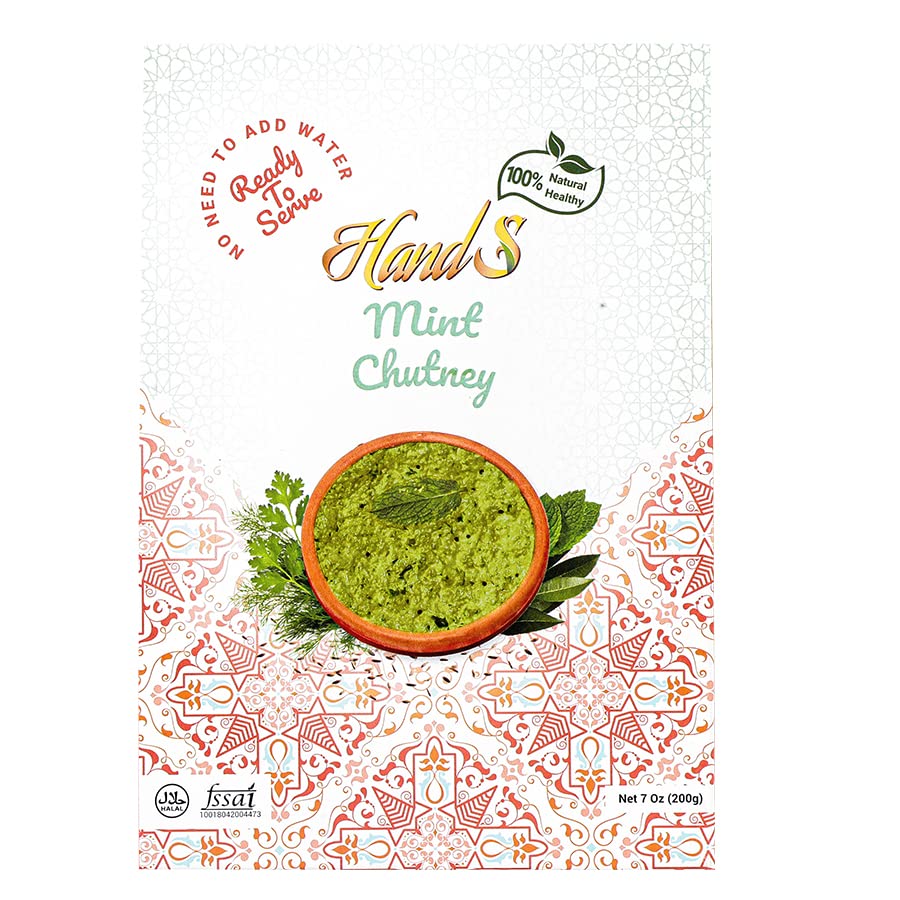 NO NEED TO ADD WATER
Ready
To
Serve
100% Natural
Healthy
HandS
Mint
Chutney
حلال
HALAL
fssai
10018042004473
Net 7 Oz (200g)